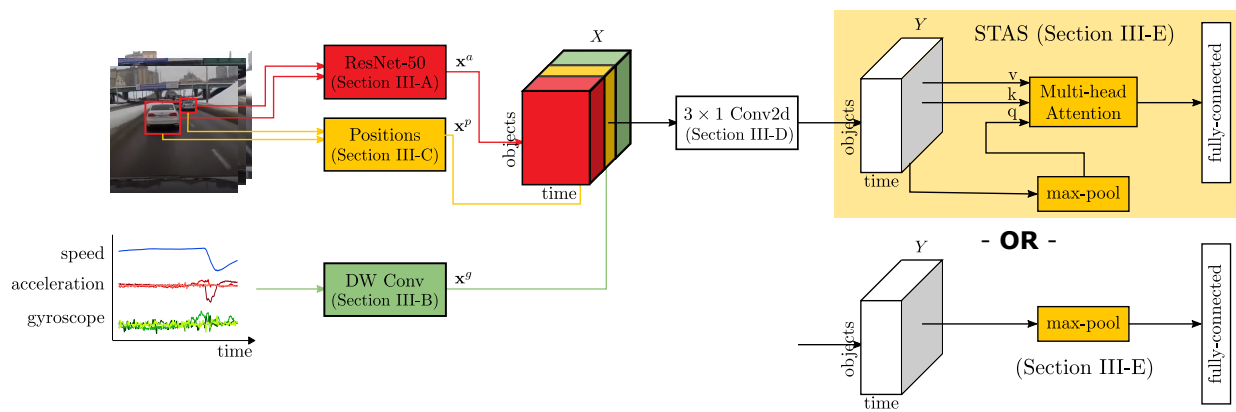 ResNet-50
(Section III-A)
x^a
Positions
(Section III-C)
x^p
X
objects
time
3 × 1 Conv2d
(Section III-D)
Y
objects
time
STAS (Section III-E)
v
k
q
Multi-head
Attention
max-pool
fully-connected
- OR -
speed
acceleration
gyroscope
time
DW Conv
(Section III-B)
x^g
Y
objects
time
max-pool
(Section III-E)
fully-connected